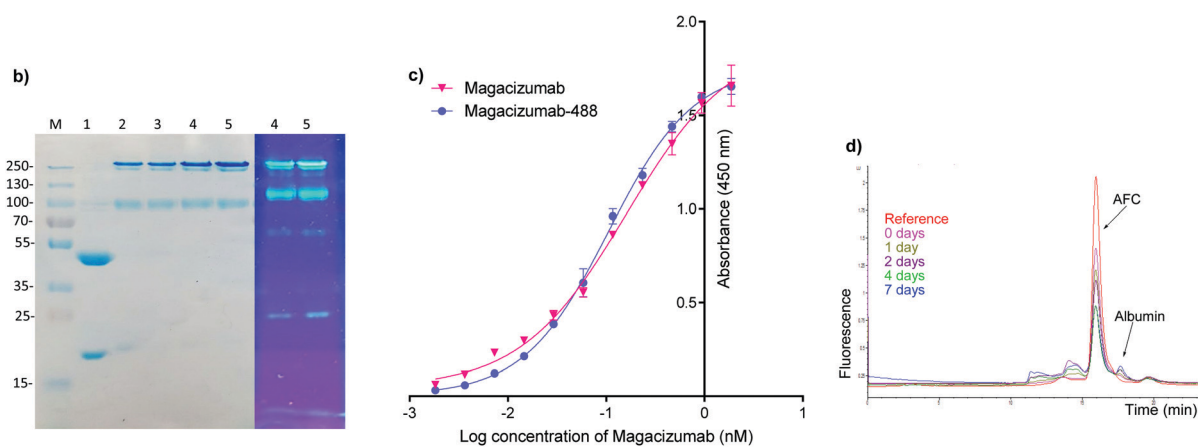 b)
M 1 2 3 4 5 4 5
250-
130-
100-
70-
55-
35-
25-
15-
c)
Magacizumab
Magacizumab-488
2.0
1.5
1.0
0.5
Absorbance (450 nm)
-3 -2 -1 0 1
Log concentration of Magacizumab (nM)
d)
Reference
0 days
1 day
2 days
4 days
7 days
AFC
Albumin
Fluorescence
Time (min)